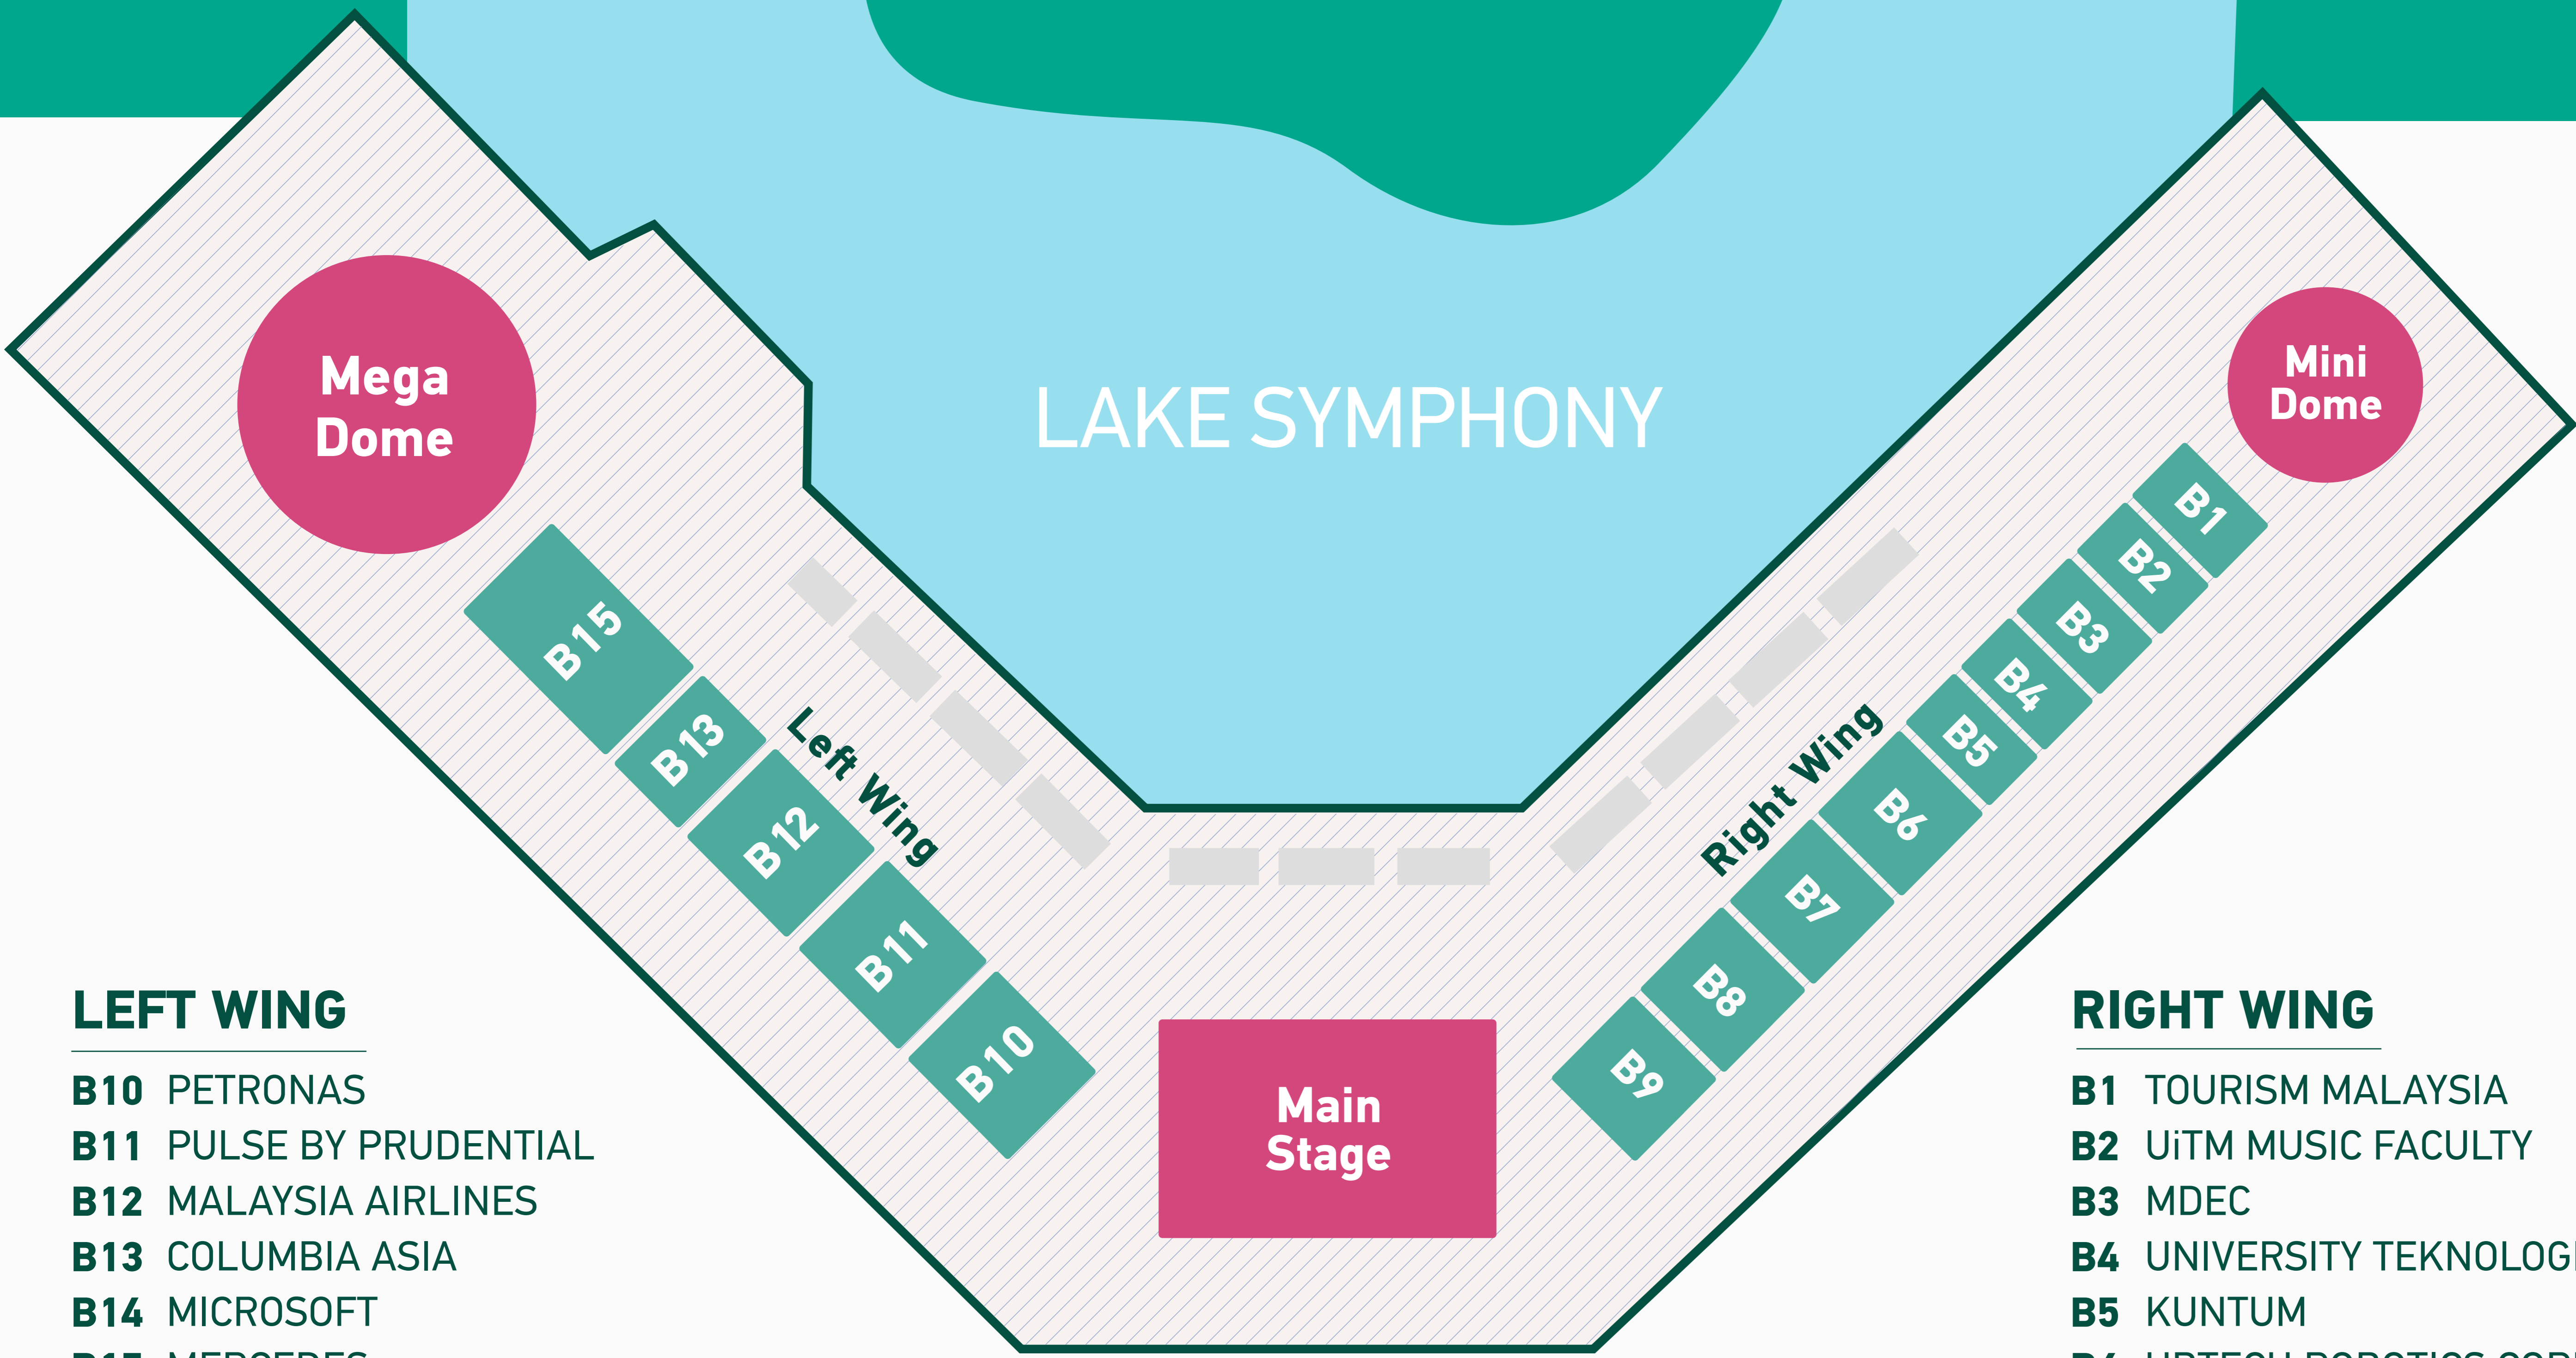 LAKE SYMPHONY
Mega
Dome
Mini
Dome
B1
B2
B3
B4
B5
B6
B7
B8
B9
Right Wing
Left Wing
B15
B13
B12
B11
B10
Main
Stage
LEFT WING
B10 PETRONAS
B11 PULSE BY PRUDENTIAL
B12 MALAYSIA AIRLINES
B13 COLUMBIA ASIA
B14 MICROSOFT
RIGHT WING
B1 TOURISM MALAYSIA
B2 UiTM MUSIC FACULTY
B3 MDEC
B4 UNIVERSITY TEKNOLOGI
B5 KUNTUM